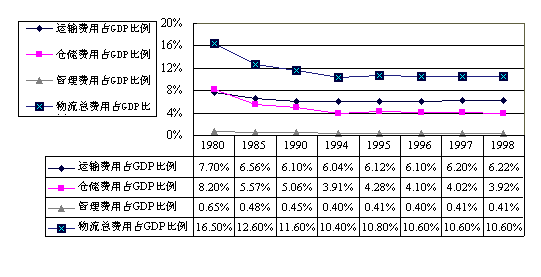 运输费用占GDP比例
仓储费用占GDP比例
管理费用占GDP比例
物流总费用占GDP比
20%
16%
12%
8%
4%
0%
1980 1985 1990 1994 1995 1996 1997 1998
运输费用占GDP比例 7.70% 6.56% 6.10% 6.04% 6.12% 6.10% 6.20% 6.22%
仓储费用占GDP比例 8.20% 5.57% 5.06% 3.91% 4.28% 4.10% 4.02% 3.92%
管理费用占GDP比例 0.65% 0.48% 0.45% 0.40% 0.41% 0.40% 0.41% 0.41%
物流总费用占GDP比例 16.50% 12.60% 11.60% 10.40% 10.80% 10.60% 10.60% 10.60%